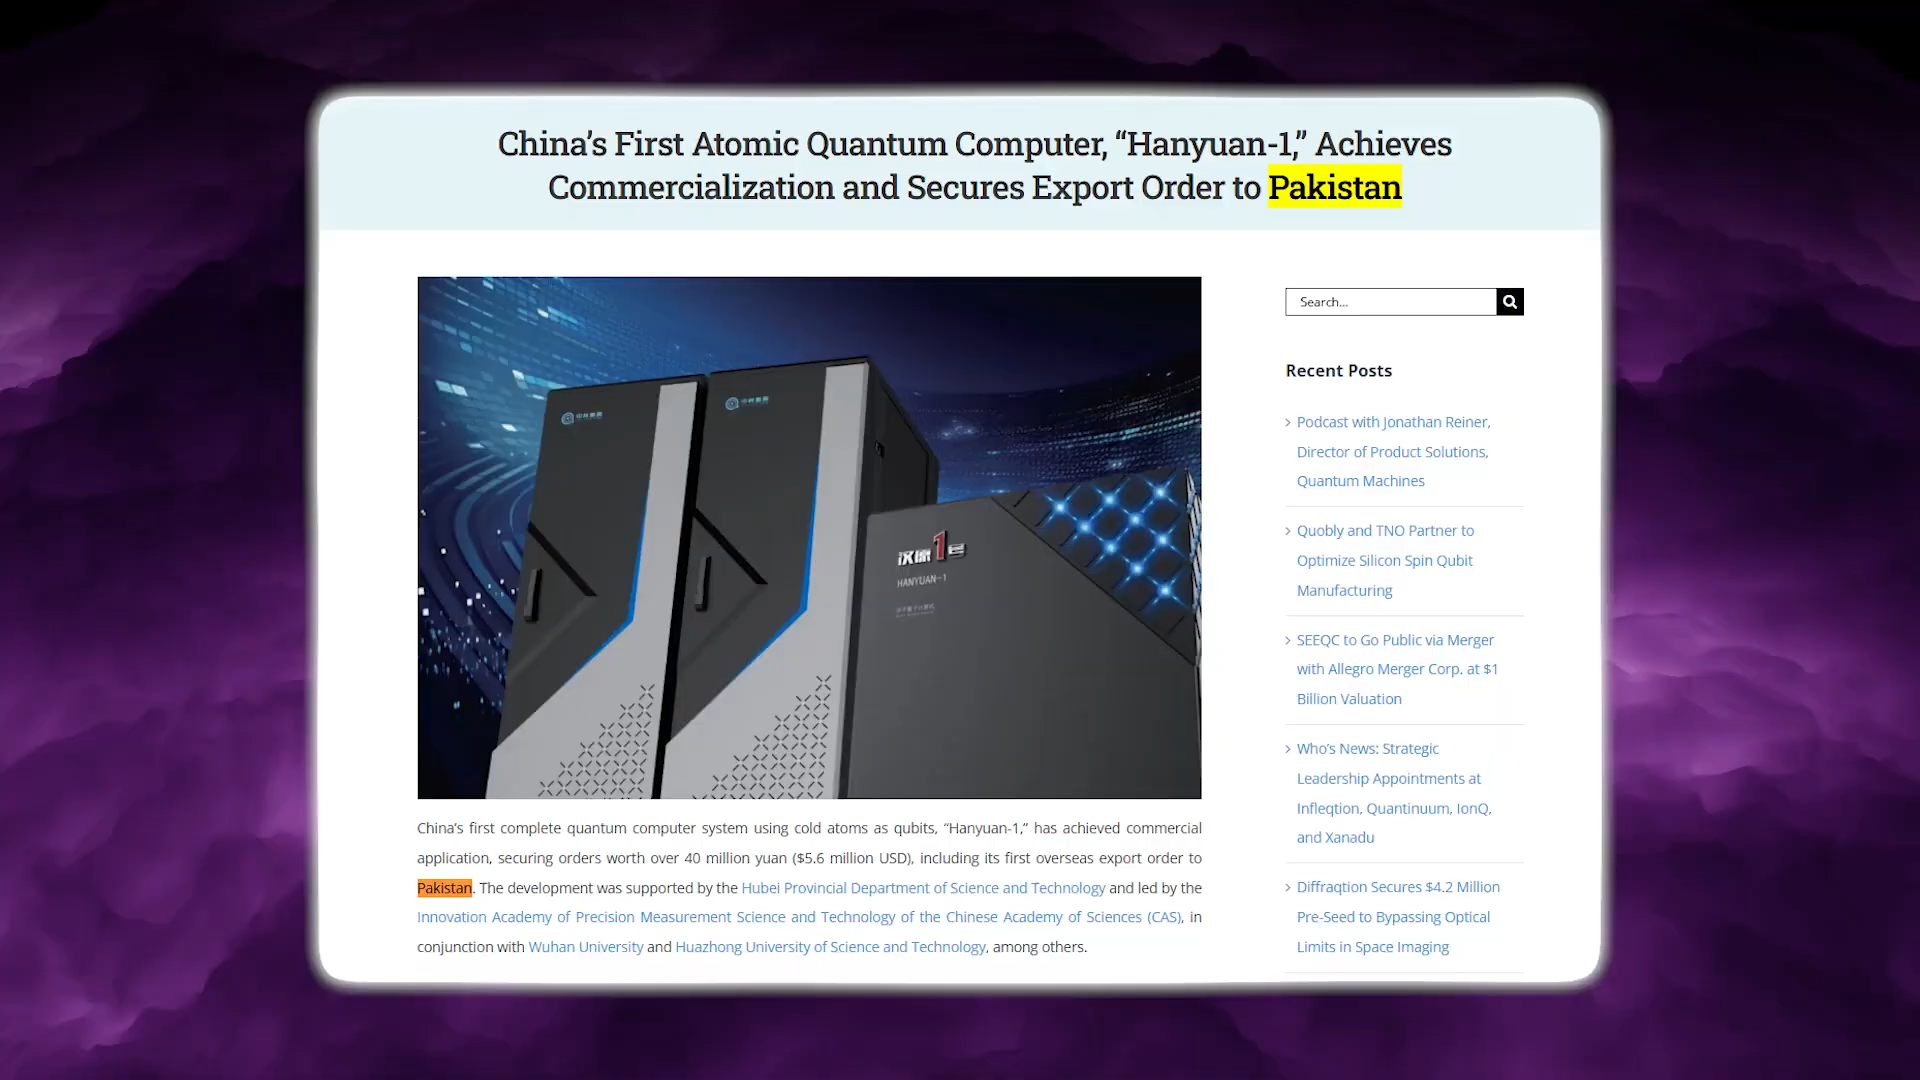 China’s First Atomic Quantum Computer, “Hanyuan-1,” Achieves
Commercialization and Secures Export Order to Pakistan
Search...
Recent Posts
Podcast with Jonathan Reiner,
Director of Product Solutions,
Quantum Machines
Quobly and TNO Partner to
Optimize Silicon Spin Qubit
Manufacturing
SEEQC to Go Public via Merger
with Allegro Merger Corp. at $1
Billion Valuation
Who’s News: Strategic
Leadership Appointments at
Infleqtion, Quantinuum, IonQ,
and Xanadu
Diffraqtion Secures $4.2 Million
Pre-Seed to Bypassing Optical
Limits in Space Imaging
汉原1号
HANYUAN-1
China’s first complete quantum computer system using cold atoms as qubits, “Hanyuan-1,” has achieved commercial
application, securing orders worth over 40 million yuan ($5.6 million USD), including its first overseas export order to
Pakistan. The development was supported by the Hubei Provincial Department of Science and Technology and led by the
Innovation Academy of Precision Measurement Science and Technology of the Chinese Academy of Sciences (CAS), in
conjunction with Wuhan University and Huazhong University of Science and Technology, among others.